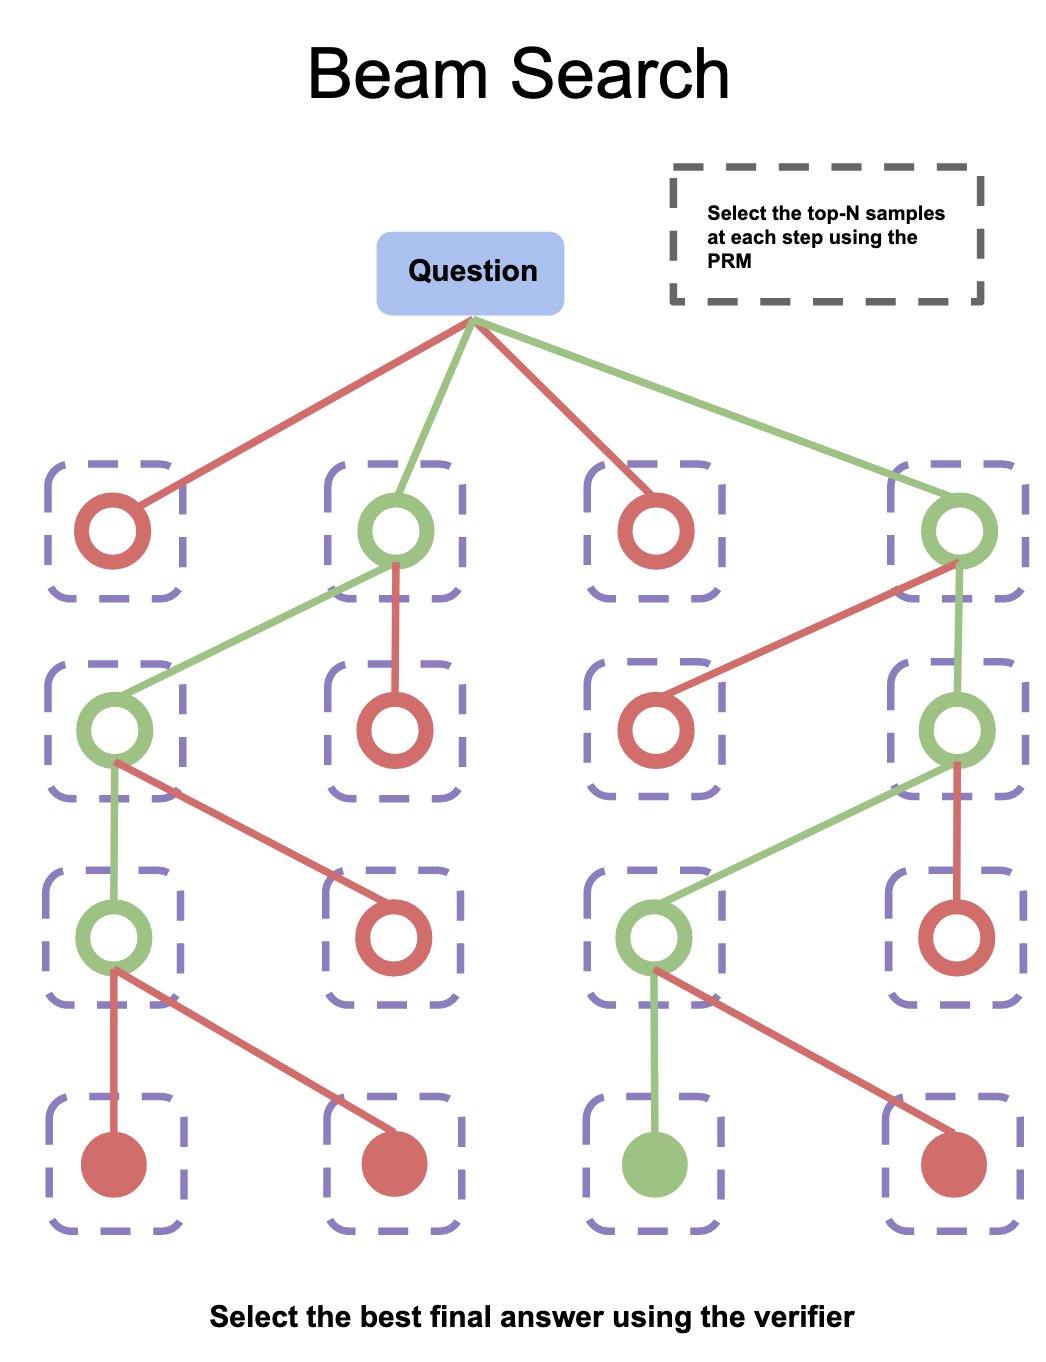 Beam Search
Select the top-N samples
at each step using the
PRM
Question
Select the best final answer using the verifier